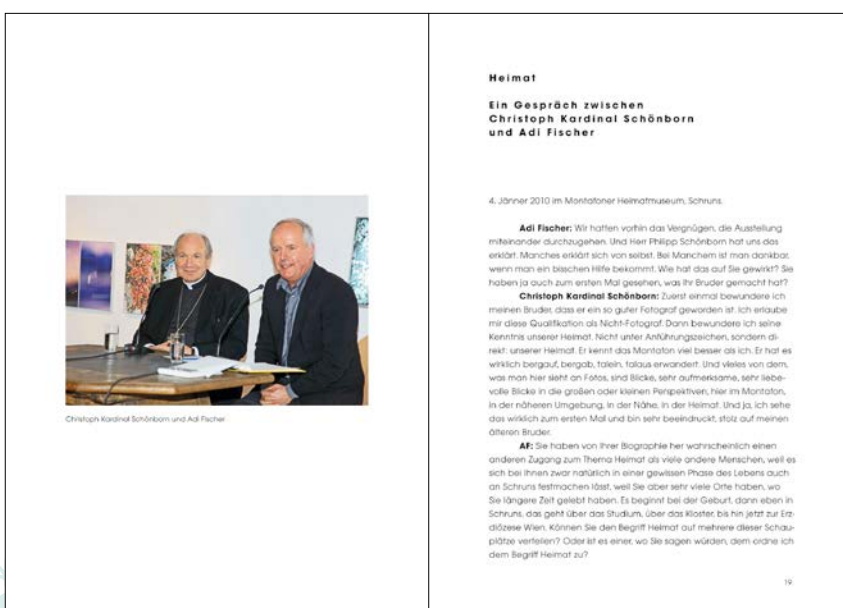 Christoph Kardinal Schönborn und Adi Fischer
Heimat
Ein Gespräch zwischen
Christoph Kardinal Schönborn
und Adi Fischer
4. Jänner 2010 im Montafoner Heimatmuseum, Schruns.
Adi Fischer: Wir hatten vorhin das Vergnügen, die Ausstellung
miteinander durchzugehen. Und Herr Philipp Schönborn hat uns das
erklärt. Manches erklärt sich von selbst. Bei Manchem ist man dankbar,
wenn man ein bisschen Hilfe bekommt. Wie hat das auf Sie gewirkt? Sie
haben ja auch zum ersten Mal gesehen, was Ihr Bruder gemacht hat?
Christoph Kardinal Schönborn: Zuerst einmal bewundere ich
meinen Bruder, dass er ein so guter Fotograf geworden ist. Ich erlaube
mir diese Qualifikation als Nicht-Fotograf. Dann bewundere ich seine
Kenntnis unserer Heimat. Nicht unter Anführungszeichen, sondern di-
rekt: unserer Heimat. Er kennt das Montafon viel besser als ich. Er hat es
wirklich bergauf, bergab, talein, talaus erwandert. Und vieles von dem,
was man hier sieht an Fotos, sind Blicke, sehr aufmerksame, sehr liebe-
volle Blicke in die großen oder kleinen Perspektiven, hier im Montafon,
in der näheren Umgebung, in der Nähe, in der Heimat. Und ja, ich sehe
das wirklich zum ersten Mal und bin sehr beeindruckt, stolz auf meinen
älteren Bruder.
AF: Sie haben von Ihrer Biographie her wahrscheinlich einen
anderen Zugang zum Thema Heimat als viele andere Menschen, weil es
sich bei Ihnen zwar natürlich in einer gewissen Phase des Lebens auch
an Schruns festmachen lässt, weil Sie aber sehr viele Orte haben, wo
Sie längere Zeit gelebt haben. Es beginnt bei der Geburt, dann eben in
Schruns, das geht über das Studium, über das Kloster, bis hin jetzt zur Erz-
diözese Wien. Können Sie den Begriff Heimat auf mehrere dieser Schau-
plätze verteilen? Oder ist es einer, wo Sie sagen würden, dem ordne ich
dem Begriff Heimat zu?
19